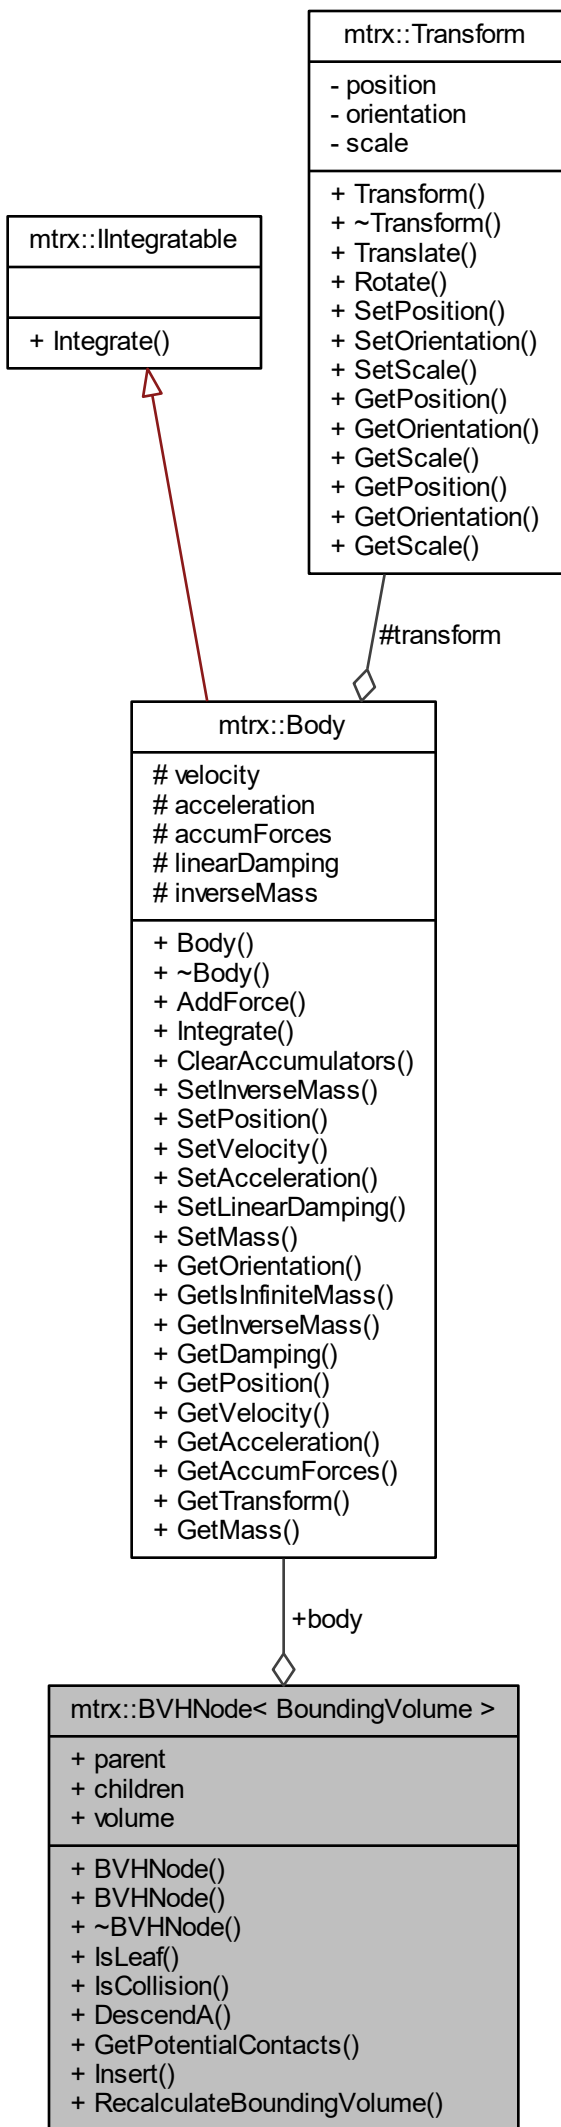 mtrx::Transform
- position
- orientation
- scale
+ Transform()
+ ~Transform()
+ Translate()
+ Rotate()
+ SetPosition()
+ SetOrientation()
+ SetScale()
+ GetPosition()
+ GetOrientation()
+ GetScale()
+ GetPosition()
+ GetOrientation()
+ GetScale()
mtrx::IIntegratable
+ Integrate()
#transform
mtrx::Body
# velocity
# acceleration
# accumForces
# linearDamping
# inverseMass
+ Body()
+ ~Body()
+ AddForce()
+ Integrate()
+ ClearAccumulators()
+ SetInverseMass()
+ SetPosition()
+ SetVelocity()
+ SetAcceleration()
+ SetLinearDamping()
+ SetMass()
+ GetOrientation()
+ GetIsInfiniteMass()
+ GetInverseMass()
+ GetDamping()
+ GetPosition()
+ GetVelocity()
+ GetAcceleration()
+ GetAccumForces()
+ GetTransform()
+ GetMass()
+body
mtrx::BVHNode< BoundingVolume >
+ parent
+ children
+ volume
+ BVHNode()
+ BVHNode()
+ ~BVHNode()
+ IsLeaf()
+ IsCollision()
+ DescendA()
+ GetPotentialContacts()
+ Insert()
+ RecalculateBoundingVolume()